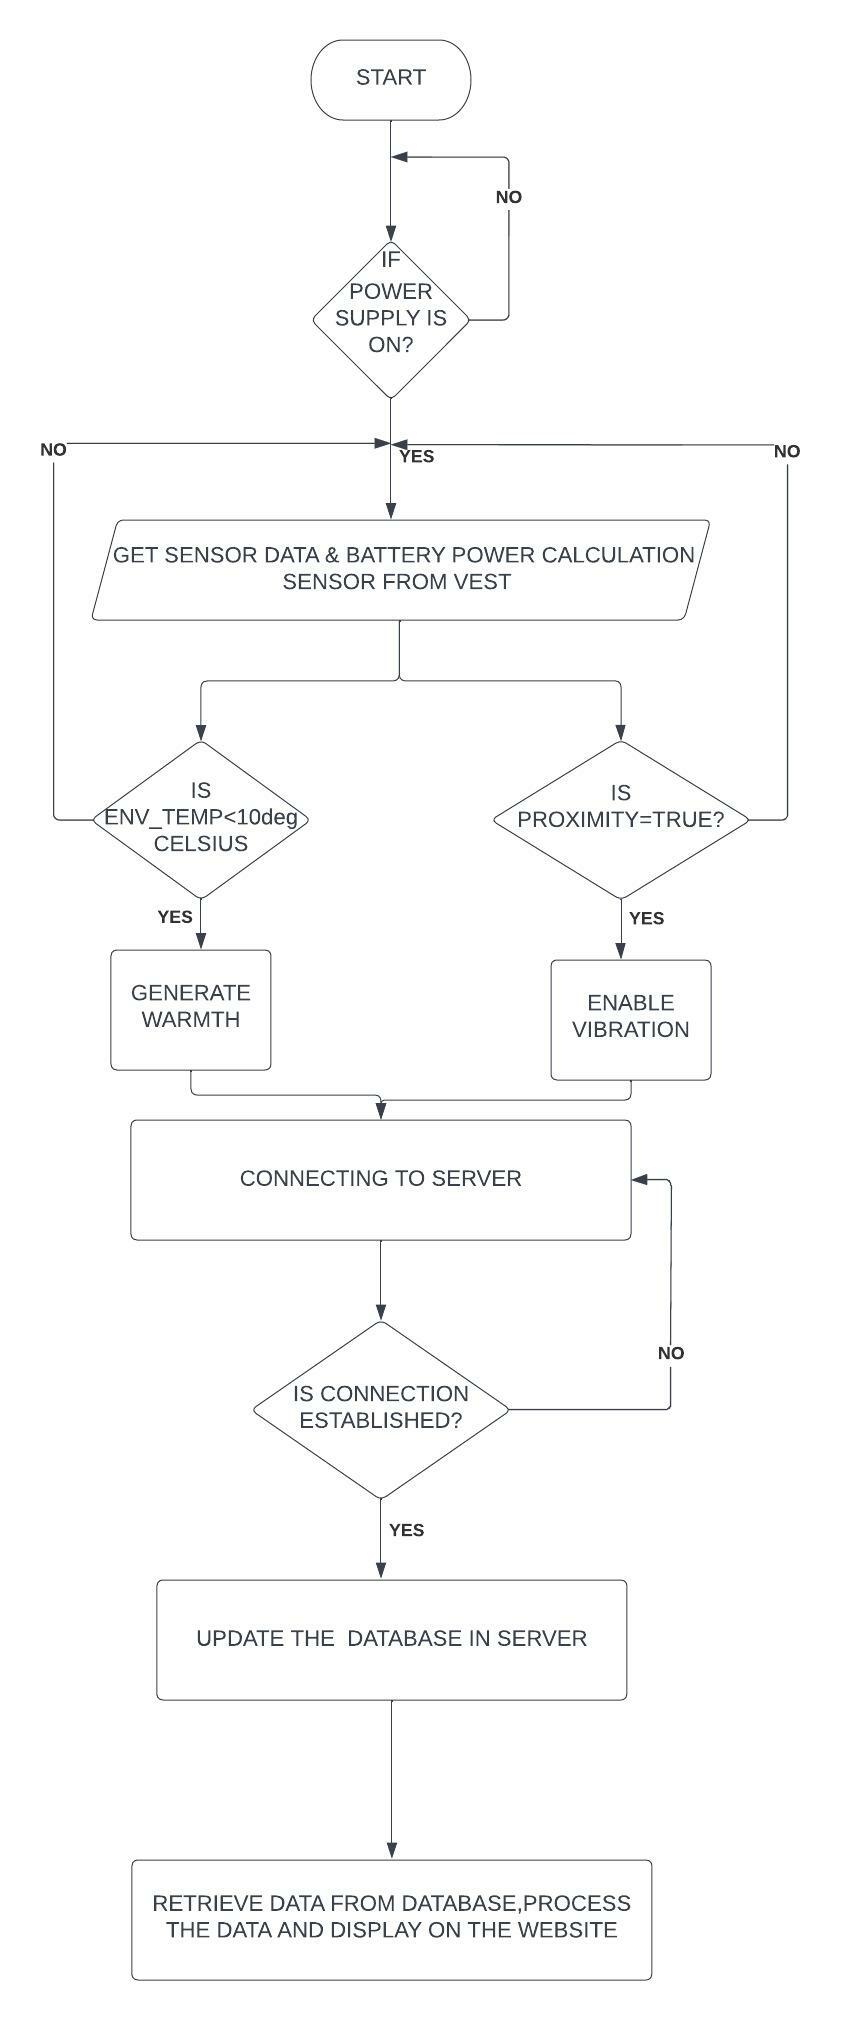 START
NO
IF
POWER
SUPPLY IS
ON?
NO
YES
NO
GET SENSOR DATA & BATTERY POWER CALCULATION
SENSOR FROM VEST
IS
ENV_TEMP<10deg
CELSIUS
IS
PROXIMITY=TRUE?
YES
YES
GENERATE
WARMTH
ENABLE
VIBRATION
CONNECTING TO SERVER
NO
IS CONNECTION
ESTABLISHED?
YES
UPDATE THE  DATABASE IN SERVER
RETRIEVE DATA FROM DATABASE,PROCESS
THE DATA AND DISPLAY ON THE WEBSITE